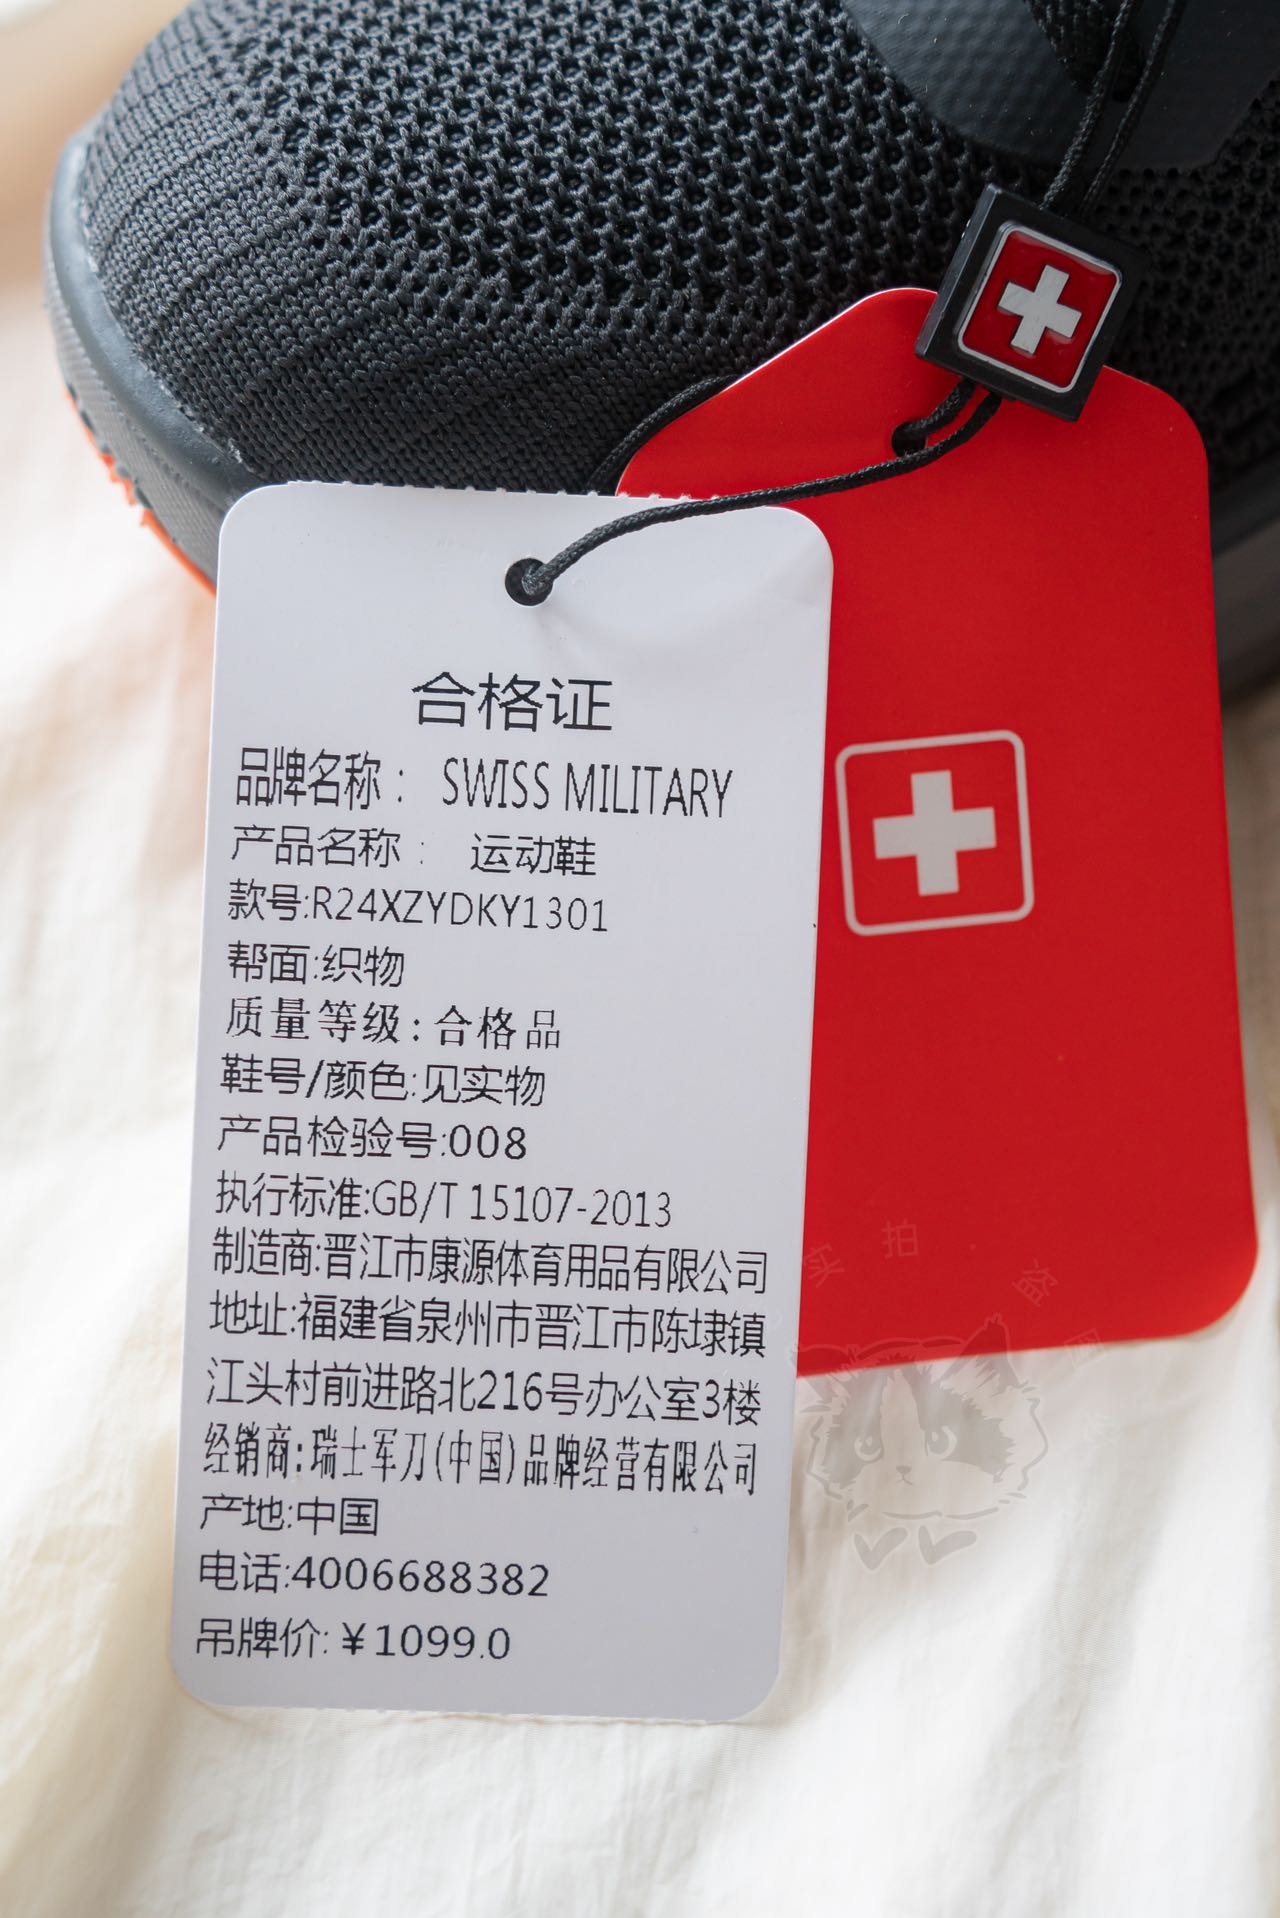 合格证
品牌名称： SWISS MILITARY
产品名称： 运动鞋
款号:R24XZYDKY1301
帮面:织物
质量等级:合格品
鞋号/颜色:见实物
产品检验号:008
执行标准:GB/T 15107-2013
制造商:晋江市康源体育用品有限公司
地址:福建省泉州市晋江市陈埭镇
江头村前进路北216号办公室3楼
经销商:瑞士军刀(中国)品牌经营有限公司
产地:中国
电话:4006688382
吊牌价:￥1099.0
实拍·盗图